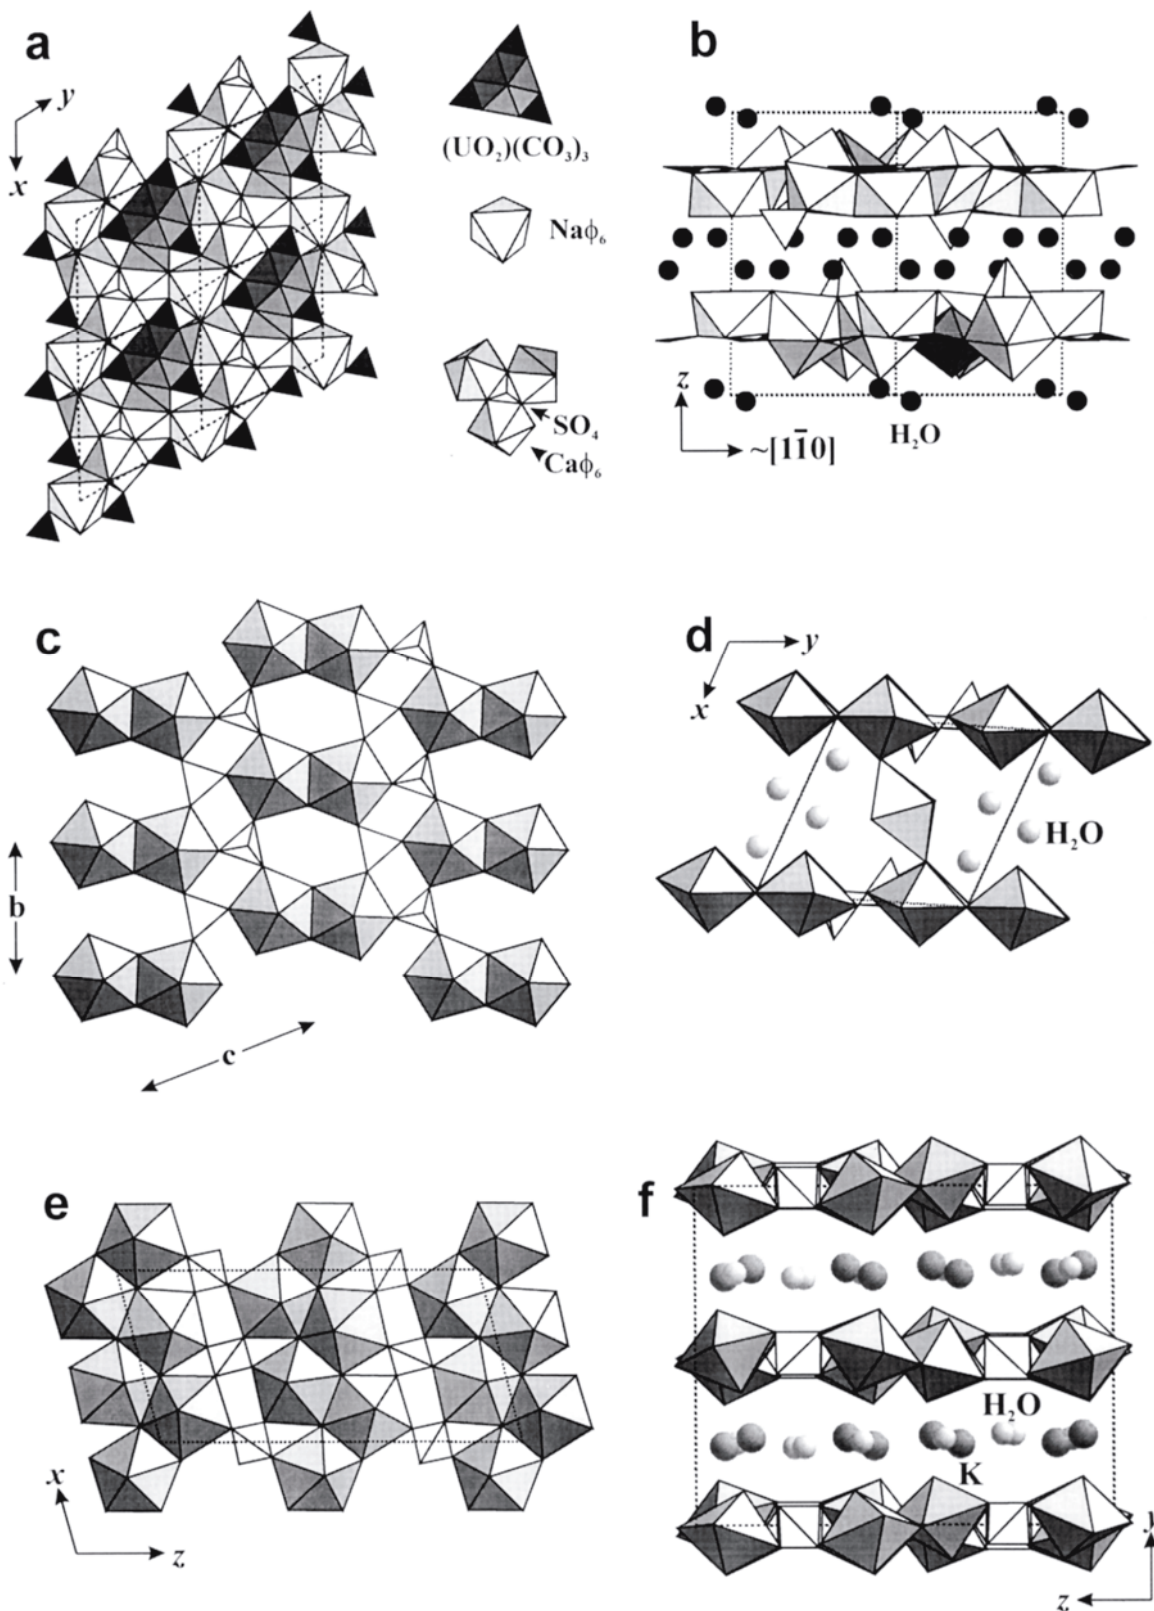 a
y
x
(UO₂)(CO₃)₃
Naϕ₆
SO₄
Caϕ₆
b
z
~[11̄0]
H₂O
c
b
c
d
y
x
H₂O
e
x
z
f
H₂O
K
y
z